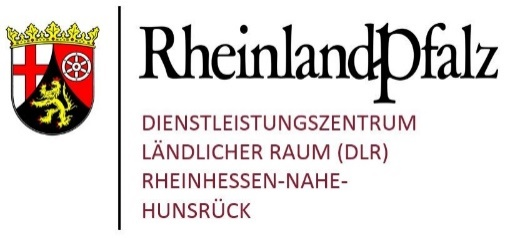 RheinlandPfalz
DIENSTLEISTUNGSZENTRUM
LÄNDLICHER RAUM (DLR)
RHEINHESSEN-NAHE-
HUNSRÜCK